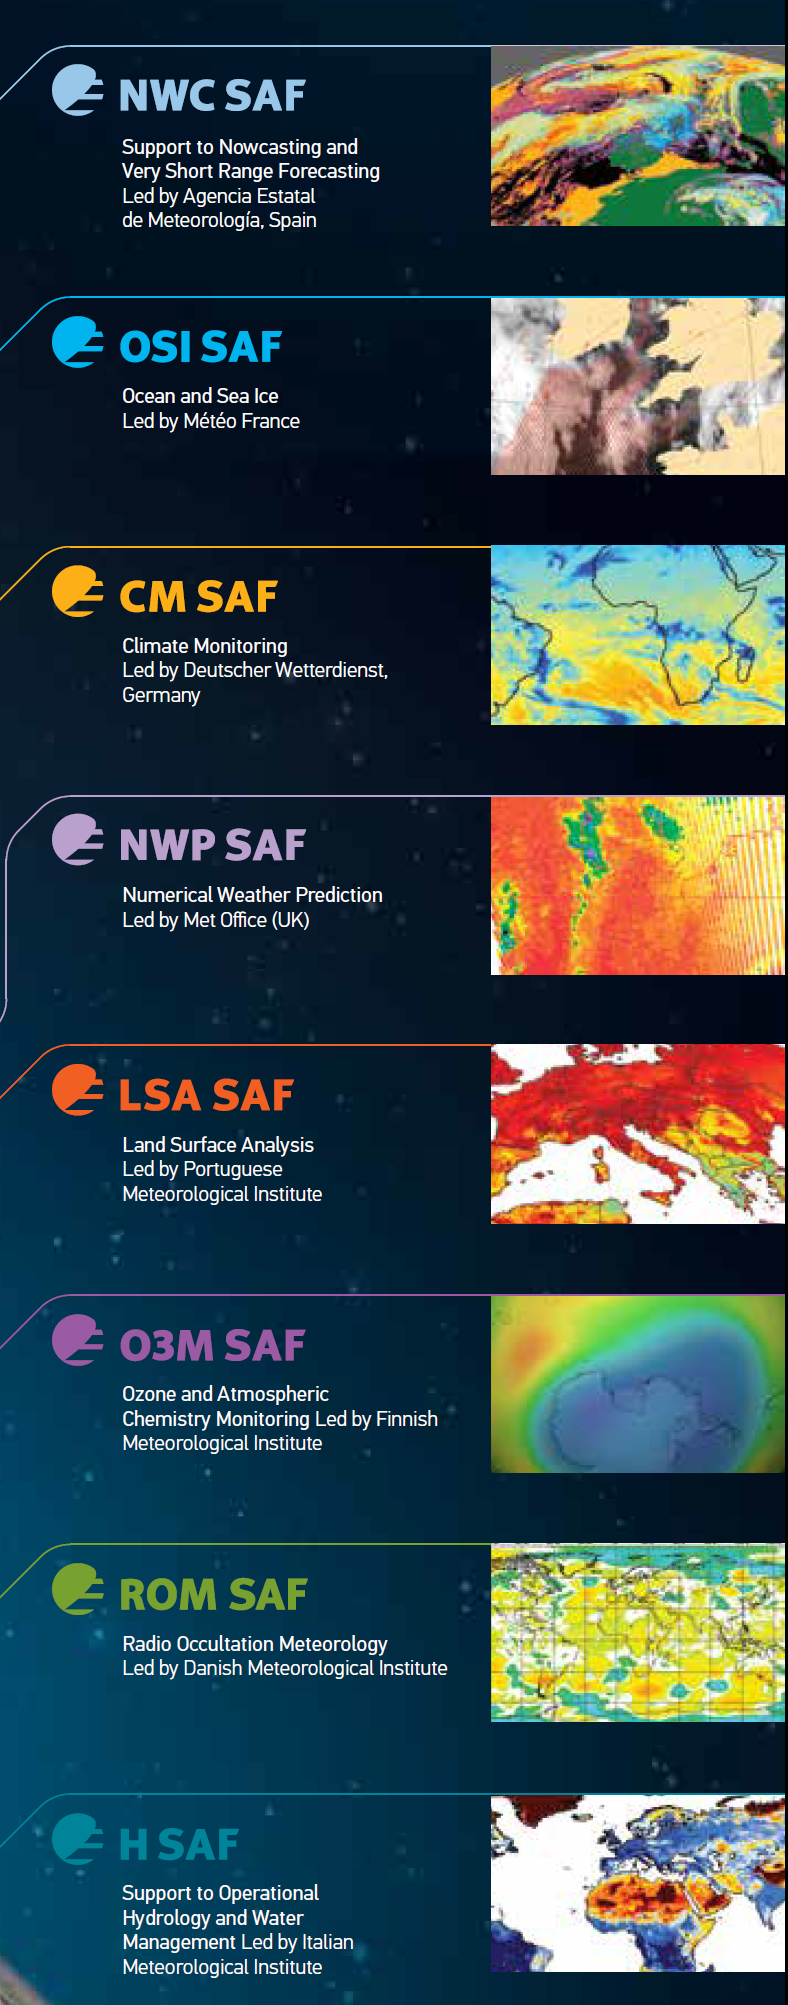 NWC SAF
Support to Nowcasting and
Very Short Range Forecasting
Led by Agencia Estatal
de Meteorología, Spain
OSI SAF
Ocean and Sea Ice
Led by Météo France
CM SAF
Climate Monitoring
Led by Deutscher Wetterdienst,
Germany
NWP SAF
Numerical Weather Prediction
Led by Met Office (UK)
LSA SAF
Land Surface Analysis
Led by Portuguese
Meteorological Institute
O3M SAF
Ozone and Atmospheric
Chemistry Monitoring Led by Finnish
Meteorological Institute
ROM SAF
Radio Occultation Meteorology
Led by Danish Meteorological Institute
H SAF
Support to Operational
Hydrology and Water
Management Led by Italian
Meteorological Institute